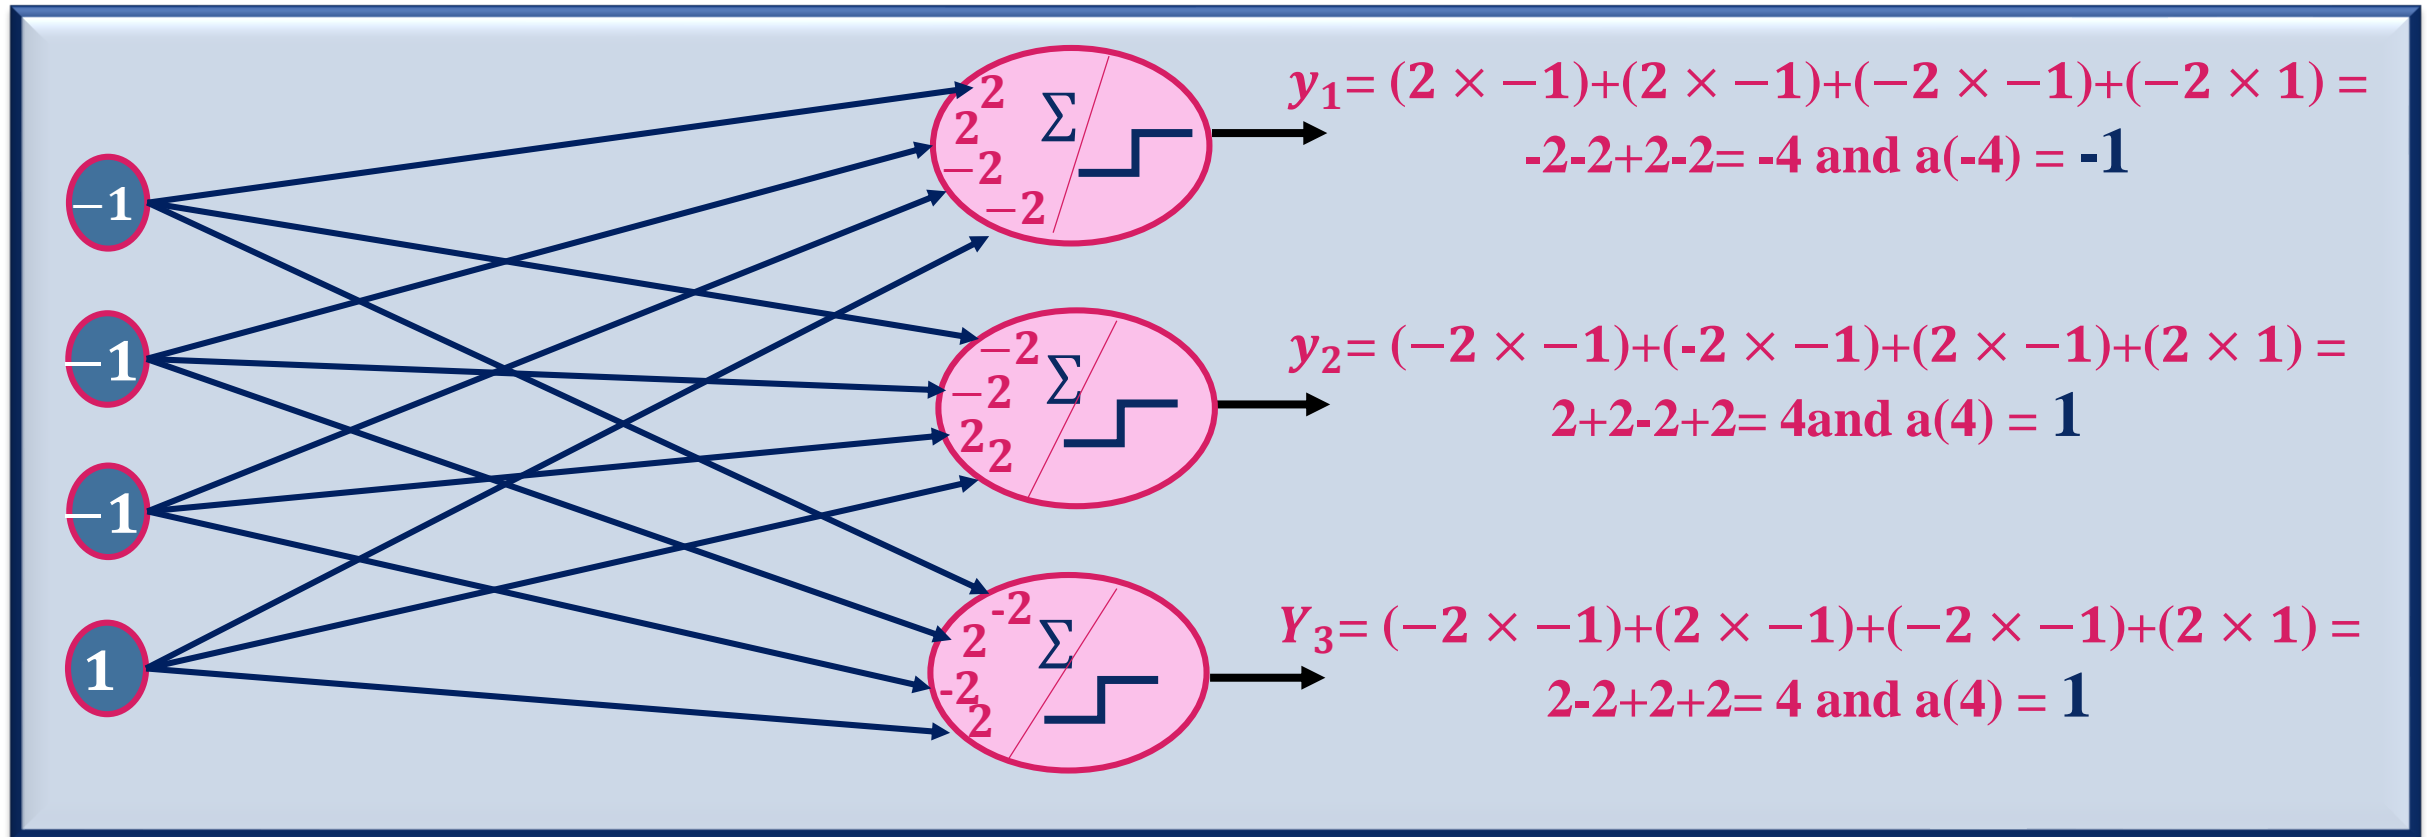 −1
−1
−1
1
2
2
−2
−2
Σ
y₁= (2 × −1)+(2 × −1)+(−2 × −1)+(−2 × 1) =
-2-2+2-2= -4 and a(-4) = -1
−2
−2
2
2
Σ
y₂= (−2 × −1)+(-2 × −1)+(2 × −1)+(2 × 1) =
2+2-2+2= 4and a(4) = 1
-2
2
-2
2
Σ
Y₃= (−2 × −1)+(2 × −1)+(−2 × −1)+(2 × 1) =
2-2+2+2= 4 and a(4) = 1